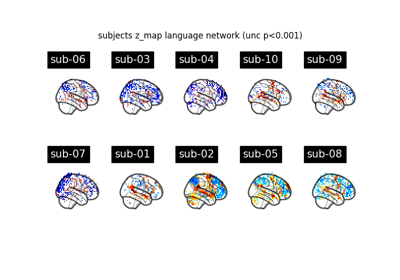 subjects z_map language network (unc p<0.001)
sub-06 sub-03 sub-04 sub-10 sub-09
sub-07 sub-01 sub-02 sub-05 sub-08